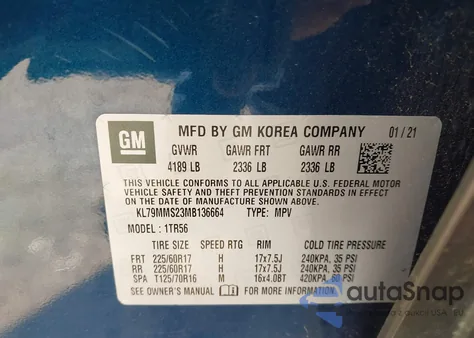 GM
MFD BY GM KOREA COMPANY 01/21
GVWR GAWR FRT GAWR RR
4189 LB 2336 LB 2336 LB
THIS VEHICLE CONFORMS TO ALL APPLICABLE U.S. FEDERAL MOTOR
VEHICLE SAFETY AND THEFT PREVENTION STANDARDS IN EFFECT ON
THE DATE OF MANUFACTURE SHOWN ABOVE.
KL79MMS23MB136664 TYPE: MPV
MODEL: 1TR56
TIRE SIZE SPEED RTG RIM COLD TIRE PRESSURE
FRT 225/60R17 H 17x7.5J 240KPA, 35 PSI
RR 225/60R17 H 17x7.5J 240KPA, 35 PSI
SPA T125/70R16 M 16x4.0BT 420KPA, 60 PSI
SEE OWNER'S MANUAL FOR MORE INFORMATION.
autoSnap